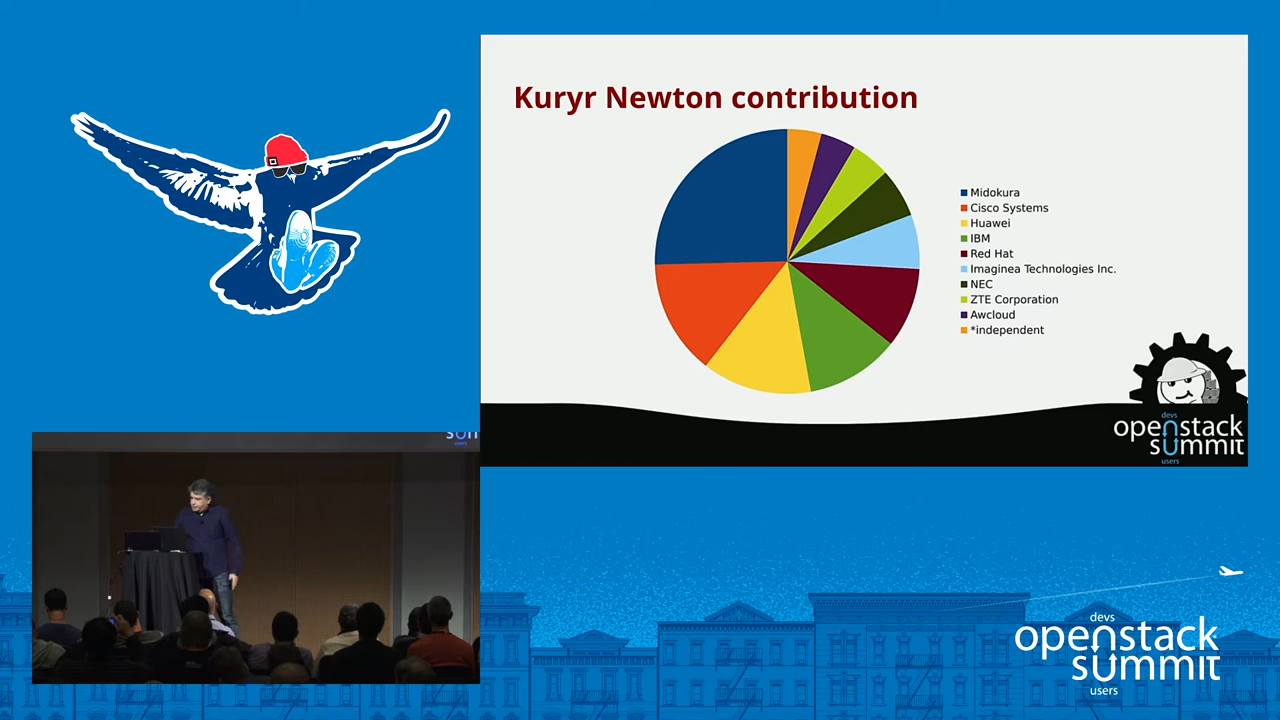 Kuryr Newton contribution
Midokura
Cisco Systems
Huawei
IBM
Red Hat
Imaginea Technologies Inc.
NEC
ZTE Corporation
Awcloud
*independent
devs
openstack
summit
users
devs
openstack
summit
users